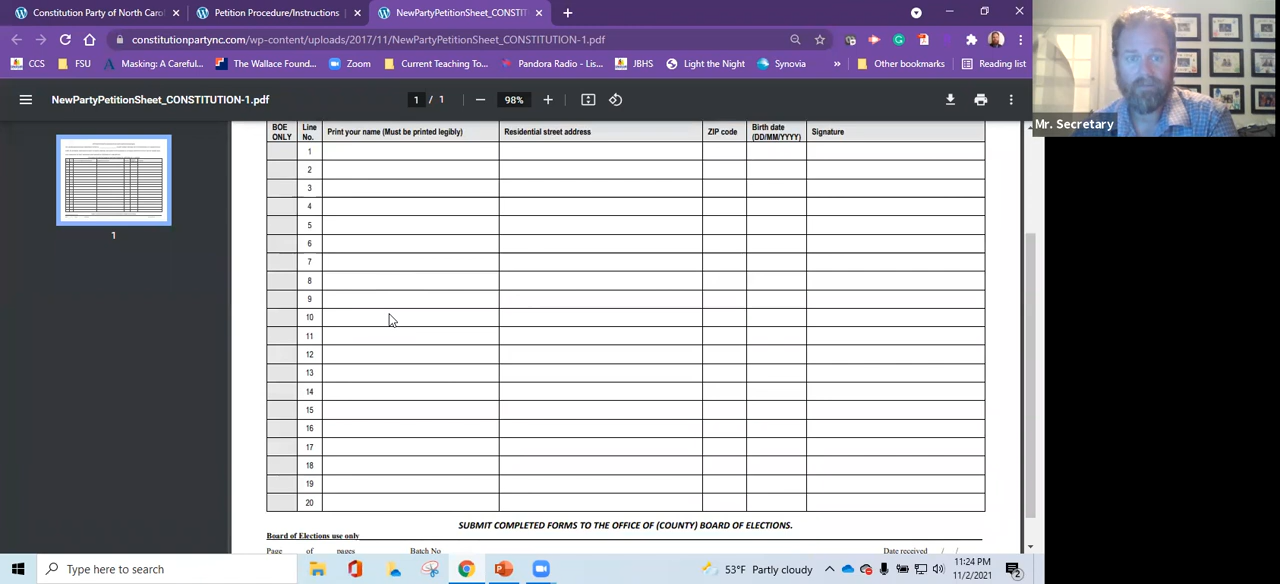 Constitution Party of North Caro
Petition Procedure/Instructions
NewPartyPetitionSheet_CONSTIT
constitutionpartync.com/wp-content/uploads/2017/11/NewPartyPetitionSheet_CONSTITUTION-1.pdf
CCS FSU Masking: A Careful... The Wallace Found... Zoom Current Teaching To... Pandora Radio - Lis... JBHS Light the Night Synovia » Other bookmarks Reading list
NewPartyPetitionSheet_CONSTITUTION-1.pdf
1 / 1
98%
Mr. Secretary
1
BOE ONLY Line No. Print your name (Must be printed legibly) Residential street address ZIP code Birth date (DD/MM/YYYY) Signature
1
2
3
4
5
6
7
8
9
10
11
12
13
14
15
16
17
18
19
20
SUBMIT COMPLETED FORMS TO THE OFFICE OF (COUNTY) BOARD OF ELECTIONS.
Board of Elections use only
Page of pages Batch No Date received / /
Type here to search
53°F Partly cloudy
11:24 PM
11/2/2021
2